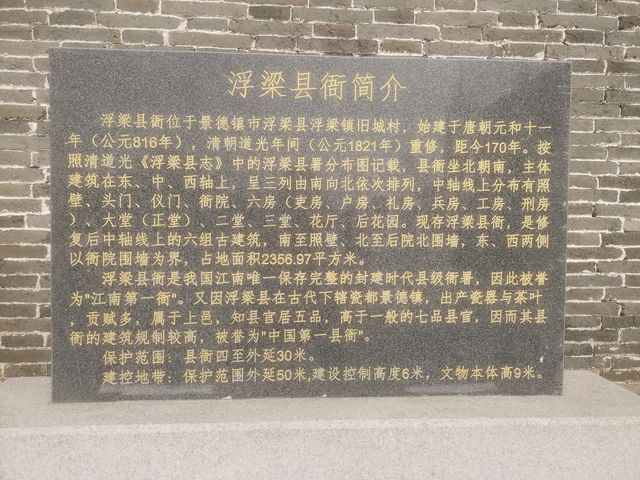 浮梁县衙简介
浮梁县衙位于景德镇市浮梁县浮梁镇旧城村，始建于唐朝元和十一
年（公元816年），清朝道光年间（公元1821年）重修，距今170年。按
照清道光《浮梁县志》中的浮梁县署分布图记载，县衙坐北朝南，主体
建筑在东、中、西轴上，呈三列由南向北依次排列，中轴线上分布有照
壁、头门、仪门、衙院、六房（吏房、户房、礼房、兵房、工房、刑房
）、大堂（正堂）、二堂、三堂、花厅、后花园。现存浮梁县衙，是修
复后中轴线上的六组古建筑，南至照壁、北至后院北围墙，东、西两侧
以衙院围墙为界，占地面积2356.97平方米。
浮梁县衙是我国江南唯一保存完整的封建时代县级衙署，因此被誉
为"江南第一衙"。又因浮梁县在古代下辖瓷都景德镇，出产瓷器与茶叶
，贡赋多，属于上邑，知县官居五品，高于一般的七品县官，因而其县
衙的建筑规制较高，被誉为"中国第一县衙"。
保护范围：县衙四至外延30米。
建控地带：保护范围外延50米,建设控制高度6米，文物本体高9米。